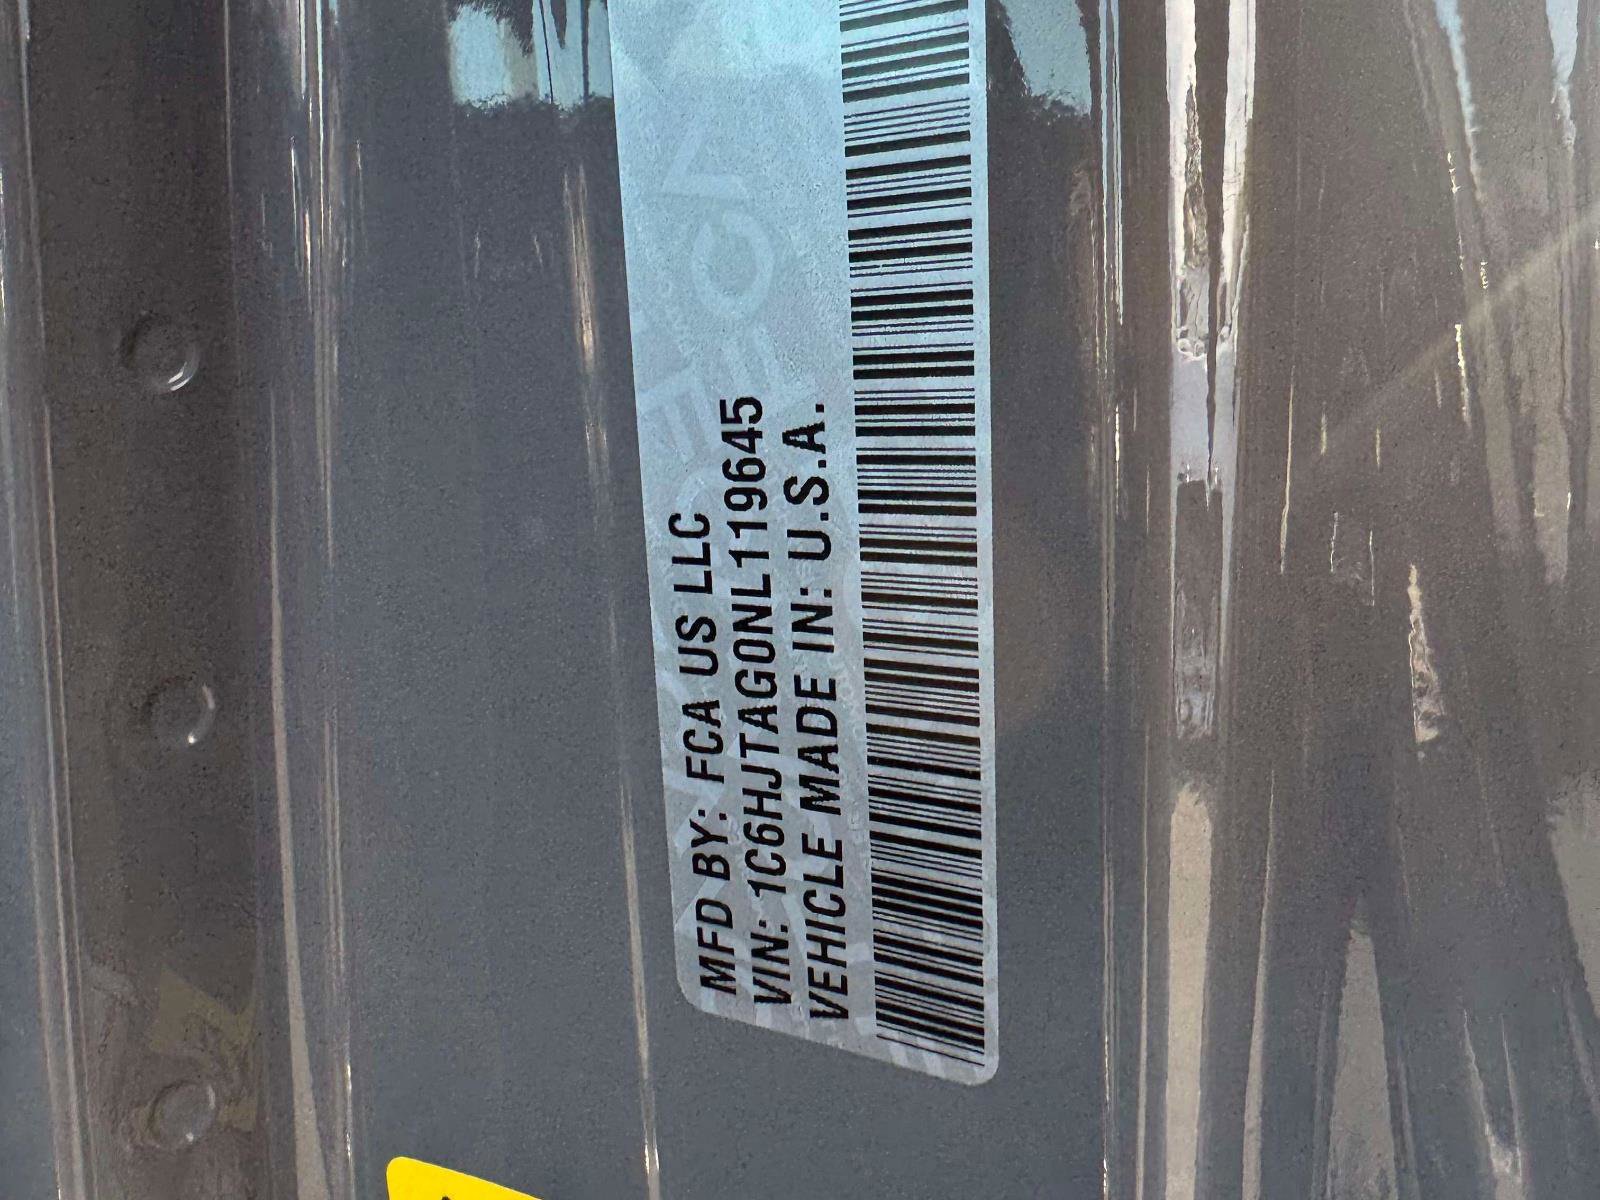 MFD BY: FCA US LLC
VIN: 1C6HJTAG0NL119645
VEHICLE MADE IN: U.S.A.